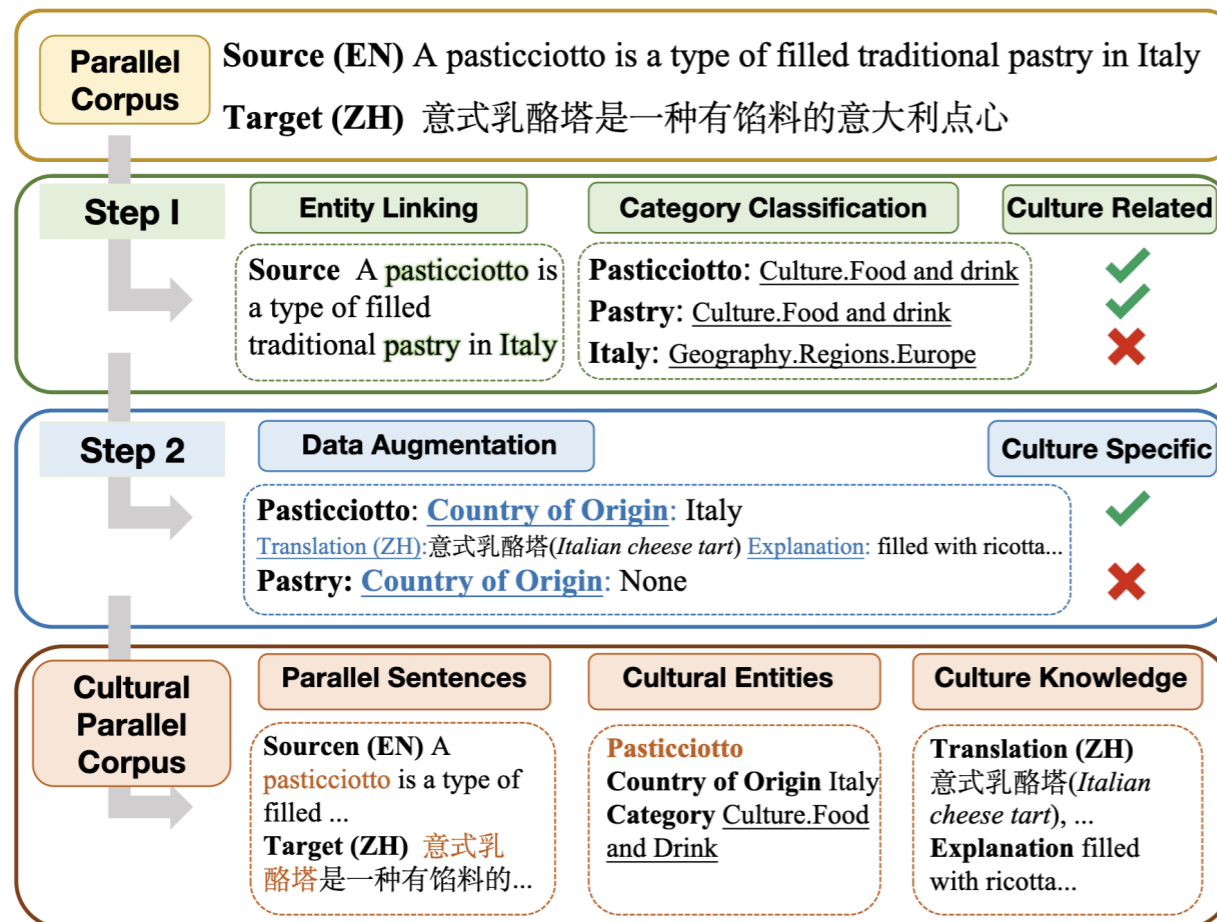 Parallel
Corpus
Source (EN) A pasticciotto is a type of filled traditional pastry in Italy
Target (ZH) 意式乳酪塔是一种有馅料的意大利点心
Step I
Entity Linking
Category Classification
Culture Related
Source A pasticciotto is
a type of filled
traditional pastry in Italy
Pasticciotto: Culture.Food and drink
Pastry: Culture.Food and drink
Italy: Geography.Regions.Europe
Step 2
Data Augmentation
Culture Specific
Pasticciotto: Country of Origin: Italy
Translation (ZH):意式乳酪塔(Italian cheese tart) Explanation: filled with ricotta...
Pastry: Country of Origin: None
Cultural
Parallel
Corpus
Parallel Sentences
Cultural Entities
Culture Knowledge
Sourcen (EN) A
pasticciotto is a type of
filled ...
Target (ZH) 意式乳
酪塔是一种有馅料的...
Pasticciotto
Country of Origin Italy
Category Culture.Food
and Drink
Translation (ZH)
意式乳酪塔(Italian
cheese tart), ...
Explanation filled
with ricotta...